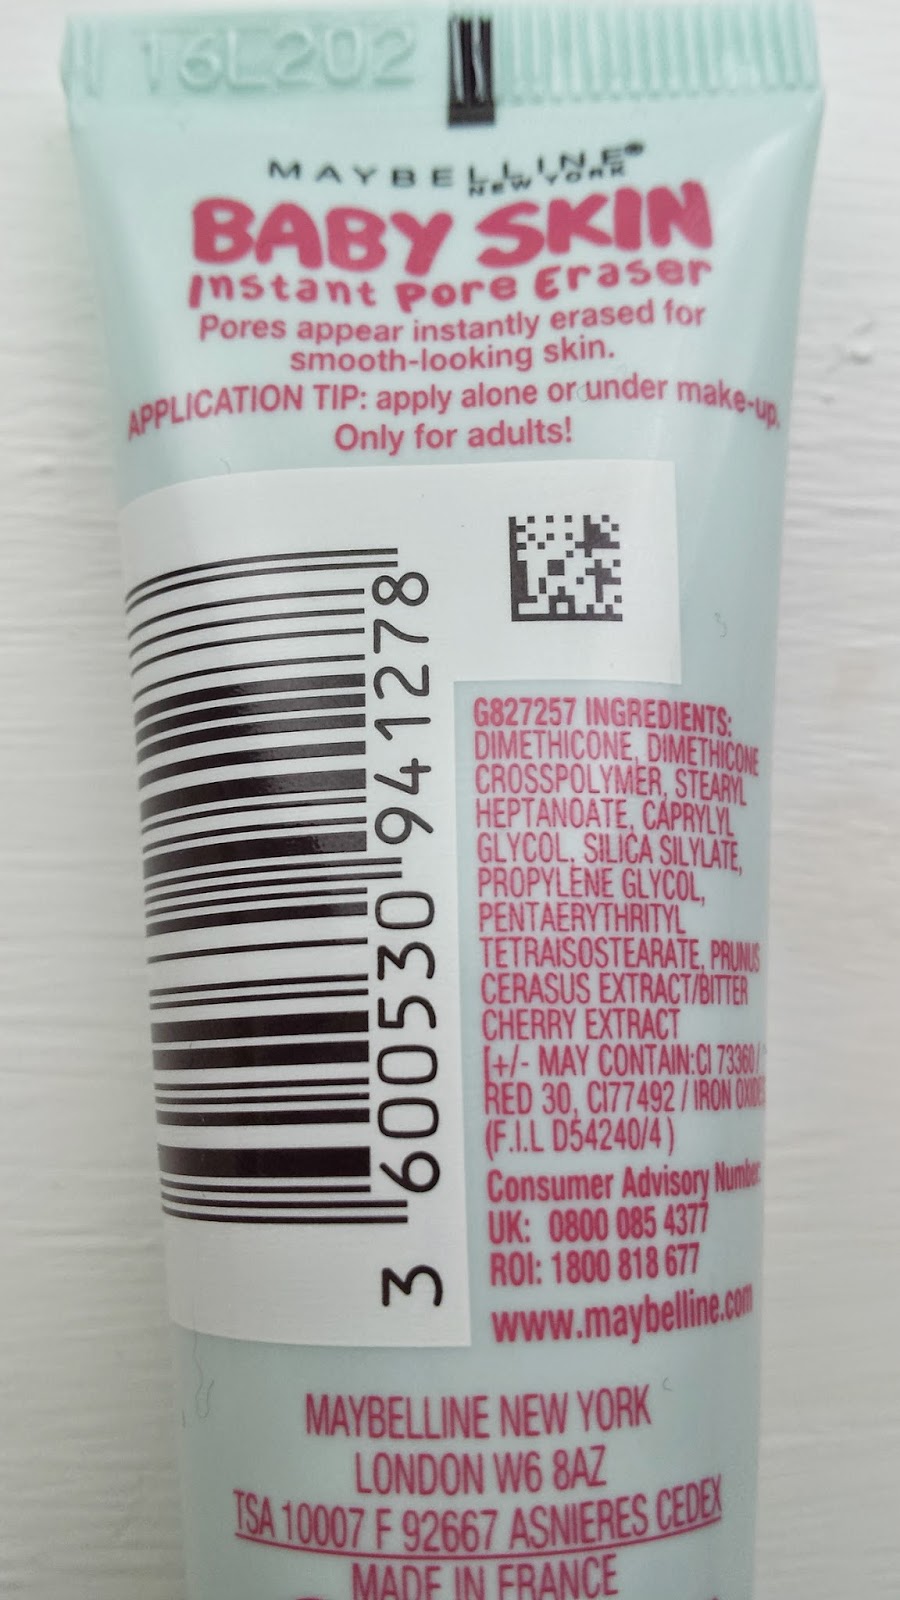 16L202
MAYBELLINE®
NEW YORK
BABY SKIN
Instant Pore Eraser
Pores appear instantly erased for
smooth-looking skin.
APPLICATION TIP: apply alone or under make-up.
Only for adults!
3 600530 941278
G827257 INGREDIENTS:
DIMETHICONE, DIMETHICONE
CROSSPOLYMER, STEARYL
HEPTANOATE, CAPRYLYL
GLYCOL, SILICA SILYLATE,
PROPYLENE GLYCOL,
PENTAERYTHRITYL
TETRAISOSTEARATE, PRUNUS
CERASUS EXTRACT/BITTER
CHERRY EXTRACT
[+/- MAY CONTAIN:CI 73360 /
RED 30, CI77492 / IRON OXIDES
(F.I.L D54240/4 )
Consumer Advisory Number:
UK: 0800 085 4377
ROI: 1800 818 677
www.maybelline.com
MAYBELLINE NEW YORK
LONDON W6 8AZ
TSA 10007 F 92667 ASNIERES CEDEX
MADE IN FRANCE